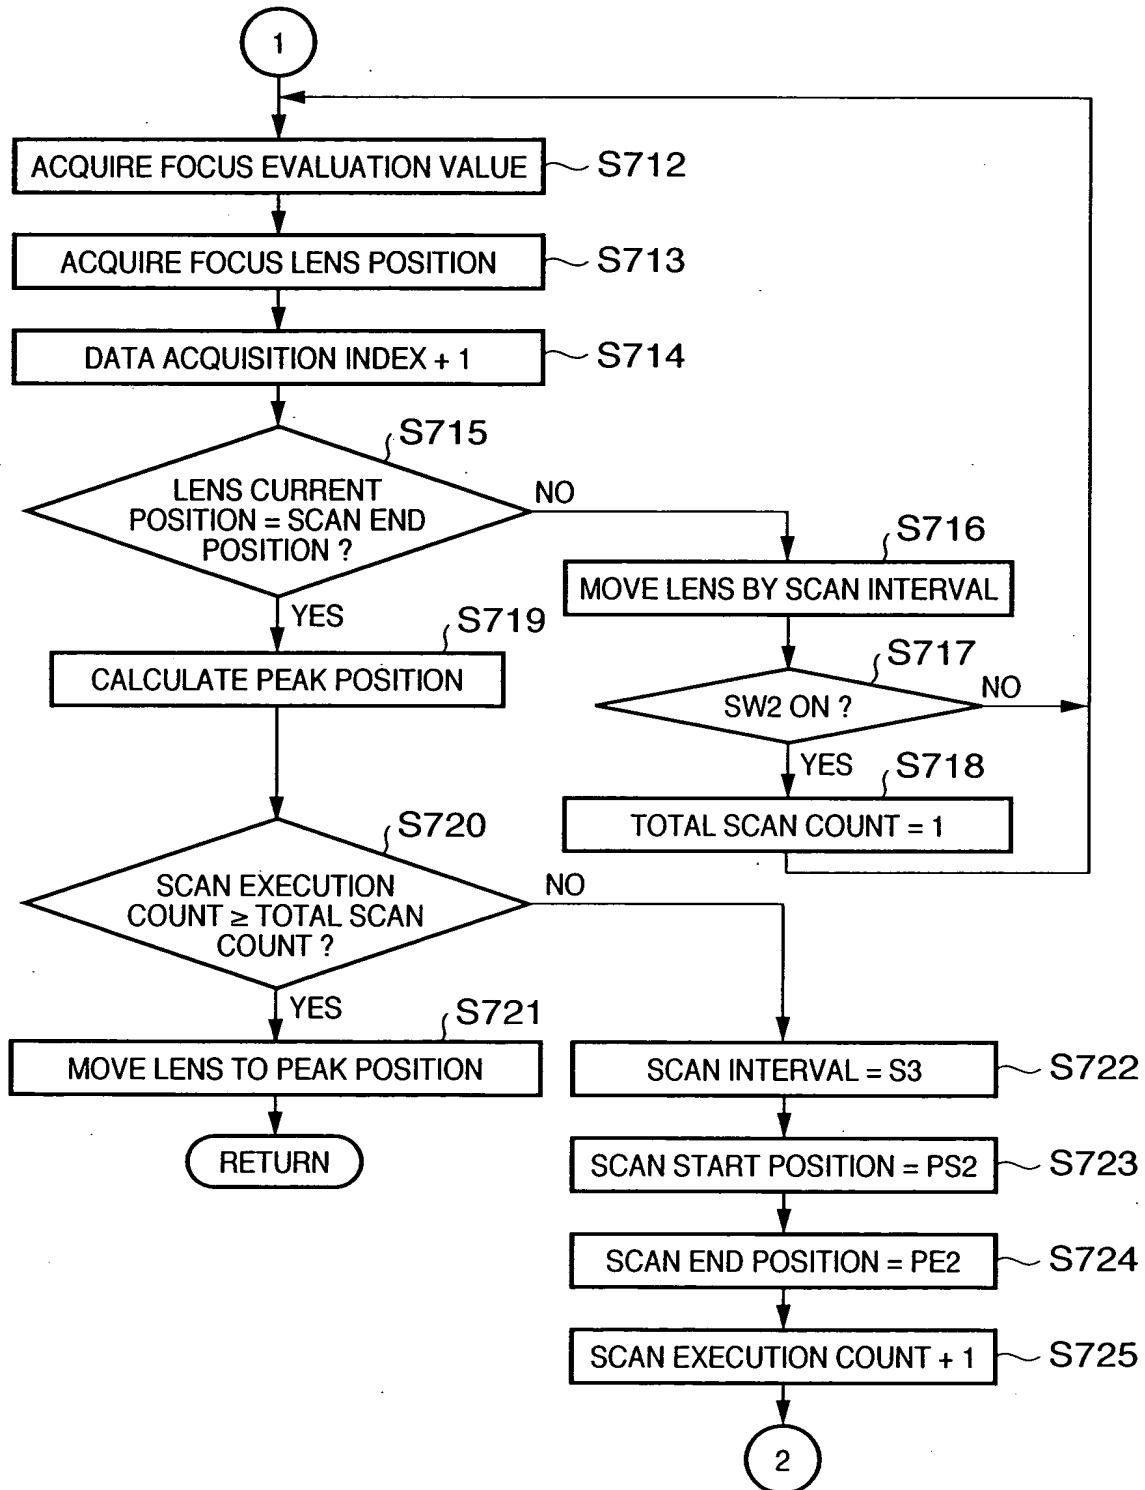 1
ACQUIRE FOCUS EVALUATION VALUE
S712
ACQUIRE FOCUS LENS POSITION
S713
DATA ACQUISITION INDEX + 1
S714
S715
LENS CURRENT
POSITION = SCAN END
POSITION ?
NO
YES
S716
MOVE LENS BY SCAN INTERVAL
S717
SW2 ON ?
NO
YES
S718
TOTAL SCAN COUNT = 1
S719
CALCULATE PEAK POSITION
S720
SCAN EXECUTION
COUNT ≥ TOTAL SCAN
COUNT ?
NO
YES
S721
MOVE LENS TO PEAK POSITION
RETURN
SCAN INTERVAL = S3
S722
SCAN START POSITION = PS2
S723
SCAN END POSITION = PE2
S724
SCAN EXECUTION COUNT + 1
S725
2